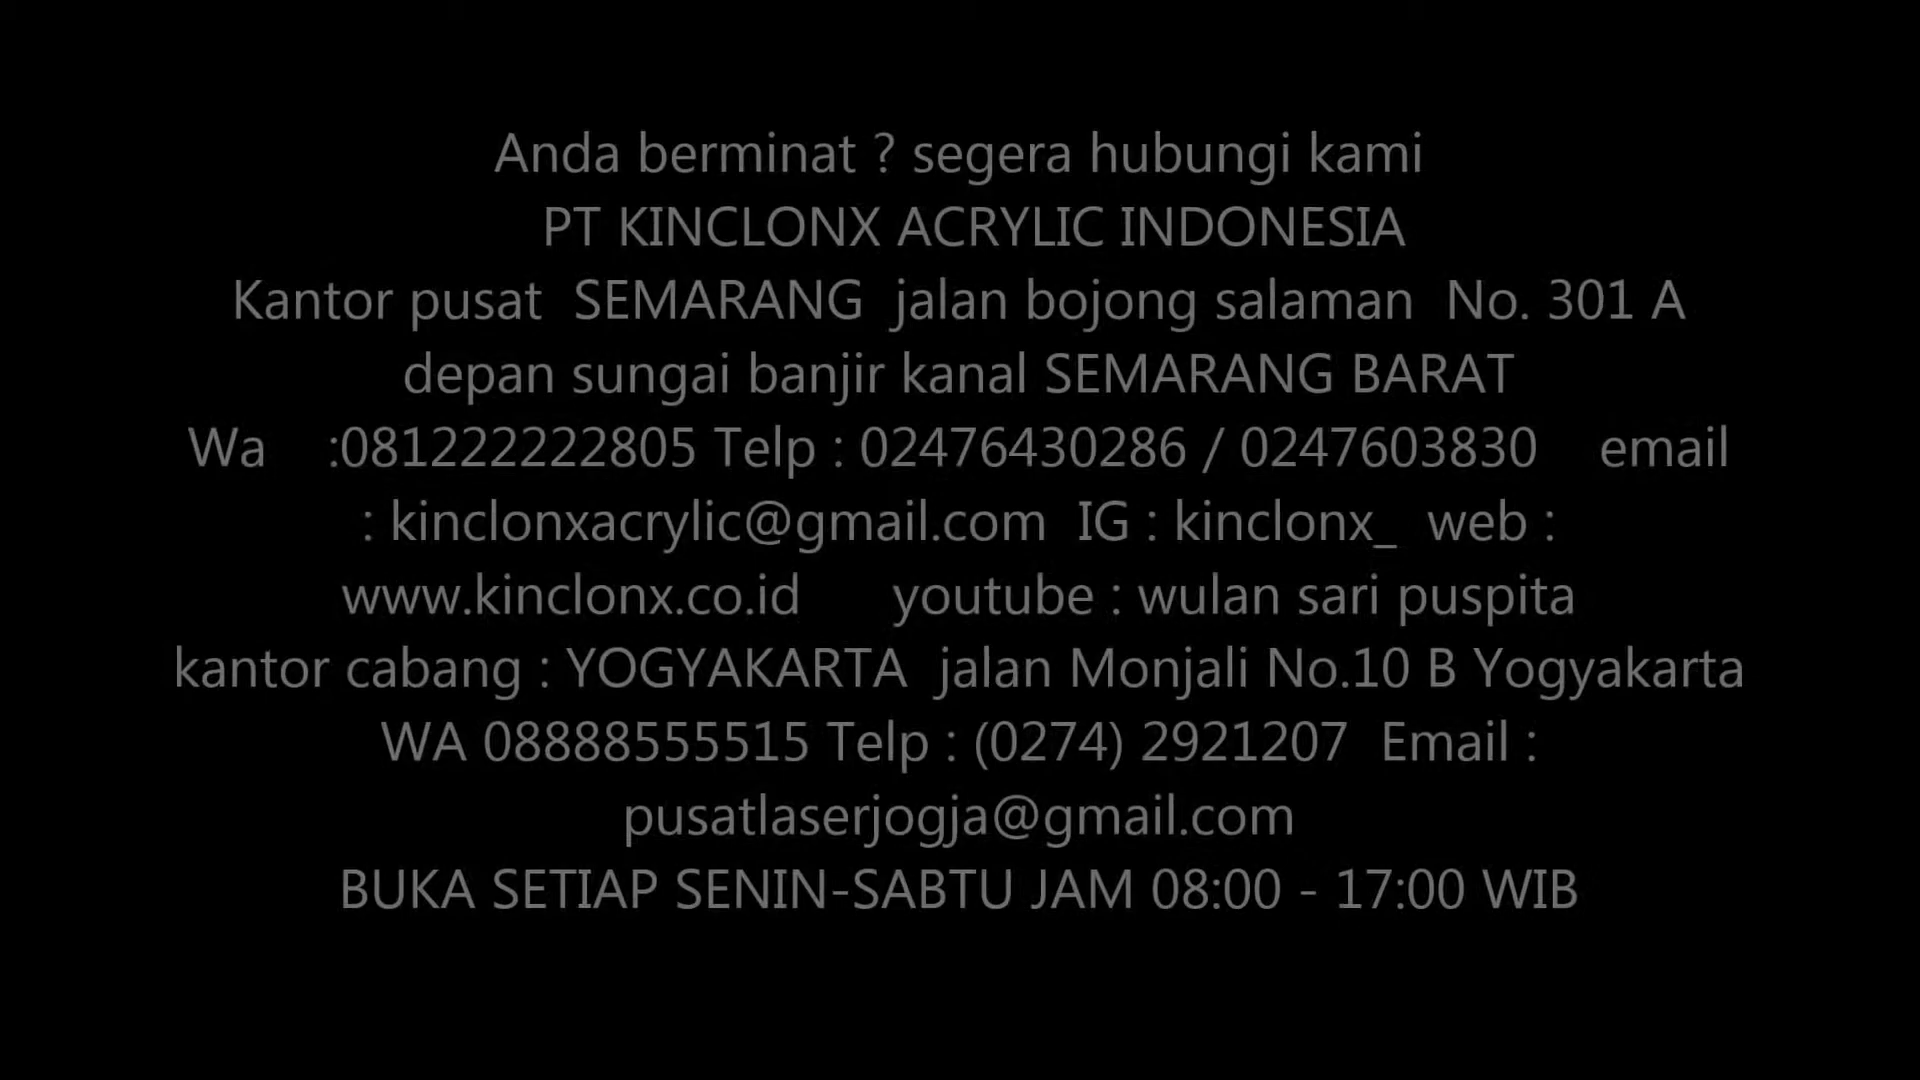 Anda berminat ? segera hubungi kami
PT KINCLONX ACRYLIC INDONESIA
Kantor pusat  SEMARANG  jalan bojong salaman  No. 301 A
depan sungai banjir kanal SEMARANG BARAT
Wa    :081222222805 Telp : 02476430286 / 0247603830    email
: kinclonxacrylic@gmail.com  IG : kinclonx_  web :
www.kinclonx.co.id      youtube : wulan sari puspita
kantor cabang : YOGYAKARTA  jalan Monjali No.10 B Yogyakarta
WA 08888555515 Telp : (0274) 2921207  Email :
pusatlaserjogja@gmail.com
BUKA SETIAP SENIN-SABTU JAM 08:00 - 17:00 WIB